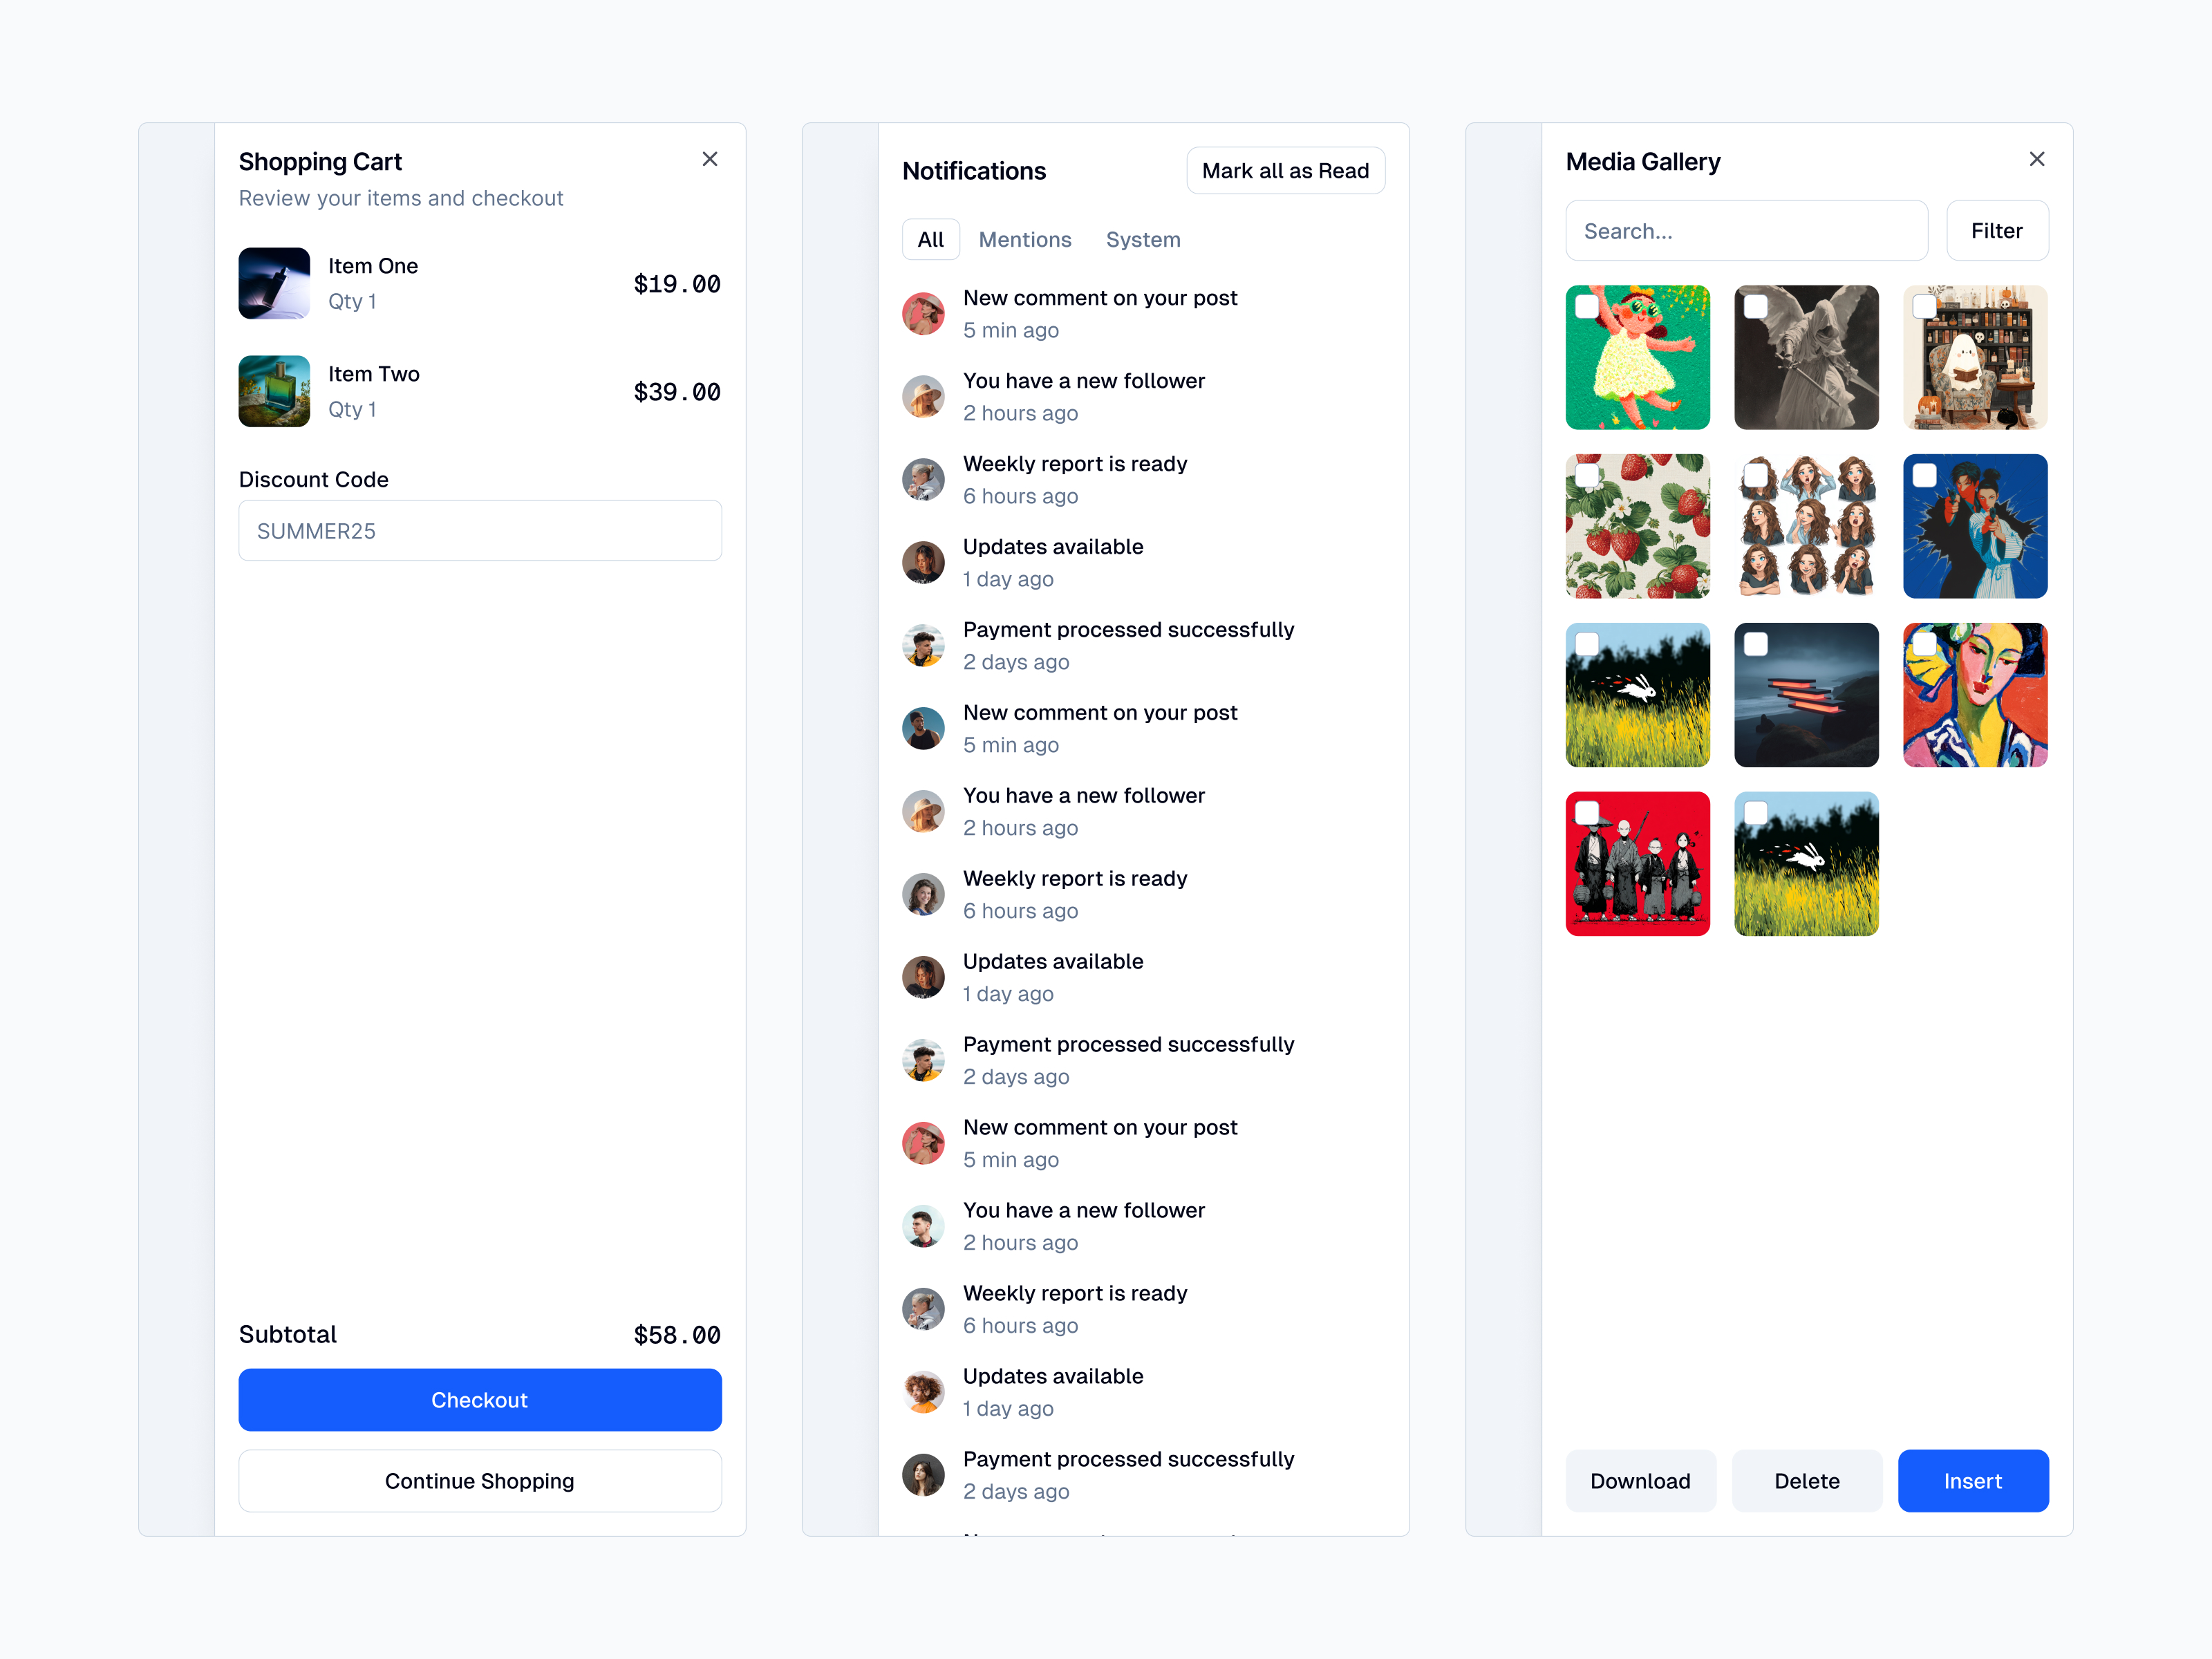 Shopping Cart
Review your items and checkout
Item One
Qty 1
$19.00
Item Two
Qty 1
$39.00
Discount Code
SUMMER25
Subtotal
$58.00
Checkout
Continue Shopping
Notifications
Mark all as Read
All
Mentions
System
New comment on your post
5 min ago
You have a new follower
2 hours ago
Weekly report is ready
6 hours ago
Updates available
1 day ago
Payment processed successfully
2 days ago
New comment on your post
5 min ago
You have a new follower
2 hours ago
Weekly report is ready
6 hours ago
Updates available
1 day ago
Payment processed successfully
2 days ago
New comment on your post
5 min ago
You have a new follower
2 hours ago
Weekly report is ready
6 hours ago
Updates available
1 day ago
Payment processed successfully
2 days ago
Media Gallery
Search...
Filter
Download
Delete
Insert